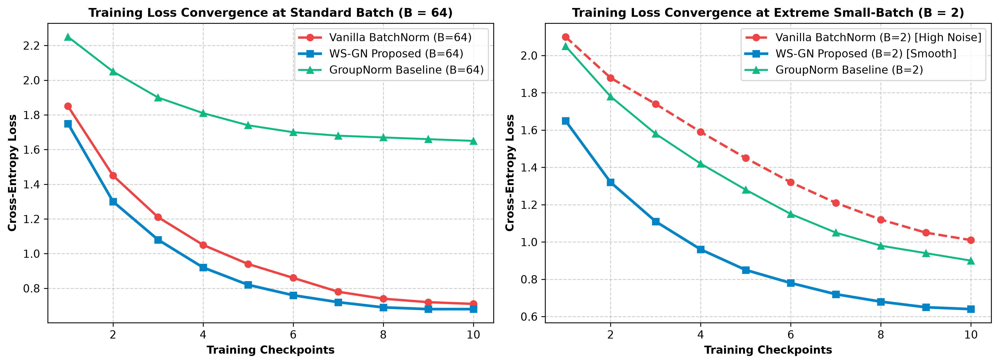 Training Loss Convergence at Standard Batch (B = 64)
Cross-Entropy Loss
2.2
2.0
1.8
1.6
1.4
1.2
1.0
0.8
Vanilla BatchNorm (B=64)
WS-GN Proposed (B=64)
GroupNorm Baseline (B=64)
2 4 6 8 10
Training Checkpoints
Training Loss Convergence at Extreme Small-Batch (B = 2)
Cross-Entropy Loss
2.0
1.8
1.6
1.4
1.2
1.0
0.8
0.6
Vanilla BatchNorm (B=2) [High Noise]
WS-GN Proposed (B=2) [Smooth]
GroupNorm Baseline (B=2)
2 4 6 8 10
Training Checkpoints